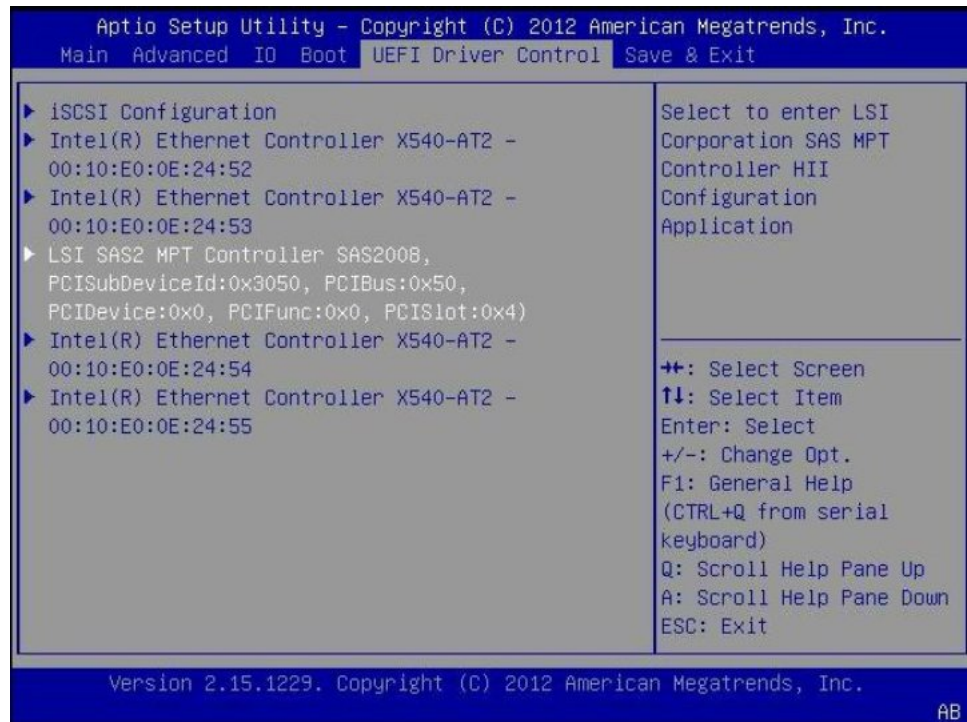 Aptio Setup Utility – Copyright (C) 2012 American Megatrends, Inc.
Main Advanced IO Boot UEFI Driver Control Save & Exit
▶ iSCSI Configuration
▶ Intel(R) Ethernet Controller X540-AT2 –
00:10:E0:0E:24:52
▶ Intel(R) Ethernet Controller X540-AT2 –
00:10:E0:0E:24:53
▶ LSI SAS2 MPT Controller SAS2008,
PCISubDeviceId:0x3050, PCIBus:0x50,
PCIDevice:0x0, PCIFunc:0x0, PCISlot:0x4)
▶ Intel(R) Ethernet Controller X540-AT2 –
00:10:E0:0E:24:54
▶ Intel(R) Ethernet Controller X540-AT2 –
00:10:E0:0E:24:55
Select to enter LSI
Corporation SAS MPT
Controller HII
Configuration
Application
→←: Select Screen
↑↓: Select Item
Enter: Select
+/-: Change Opt.
F1: General Help
(CTRL+Q from serial
keyboard)
Q: Scroll Help Pane Up
A: Scroll Help Pane Down
ESC: Exit
Version 2.15.1229. Copyright (C) 2012 American Megatrends, Inc.
AB